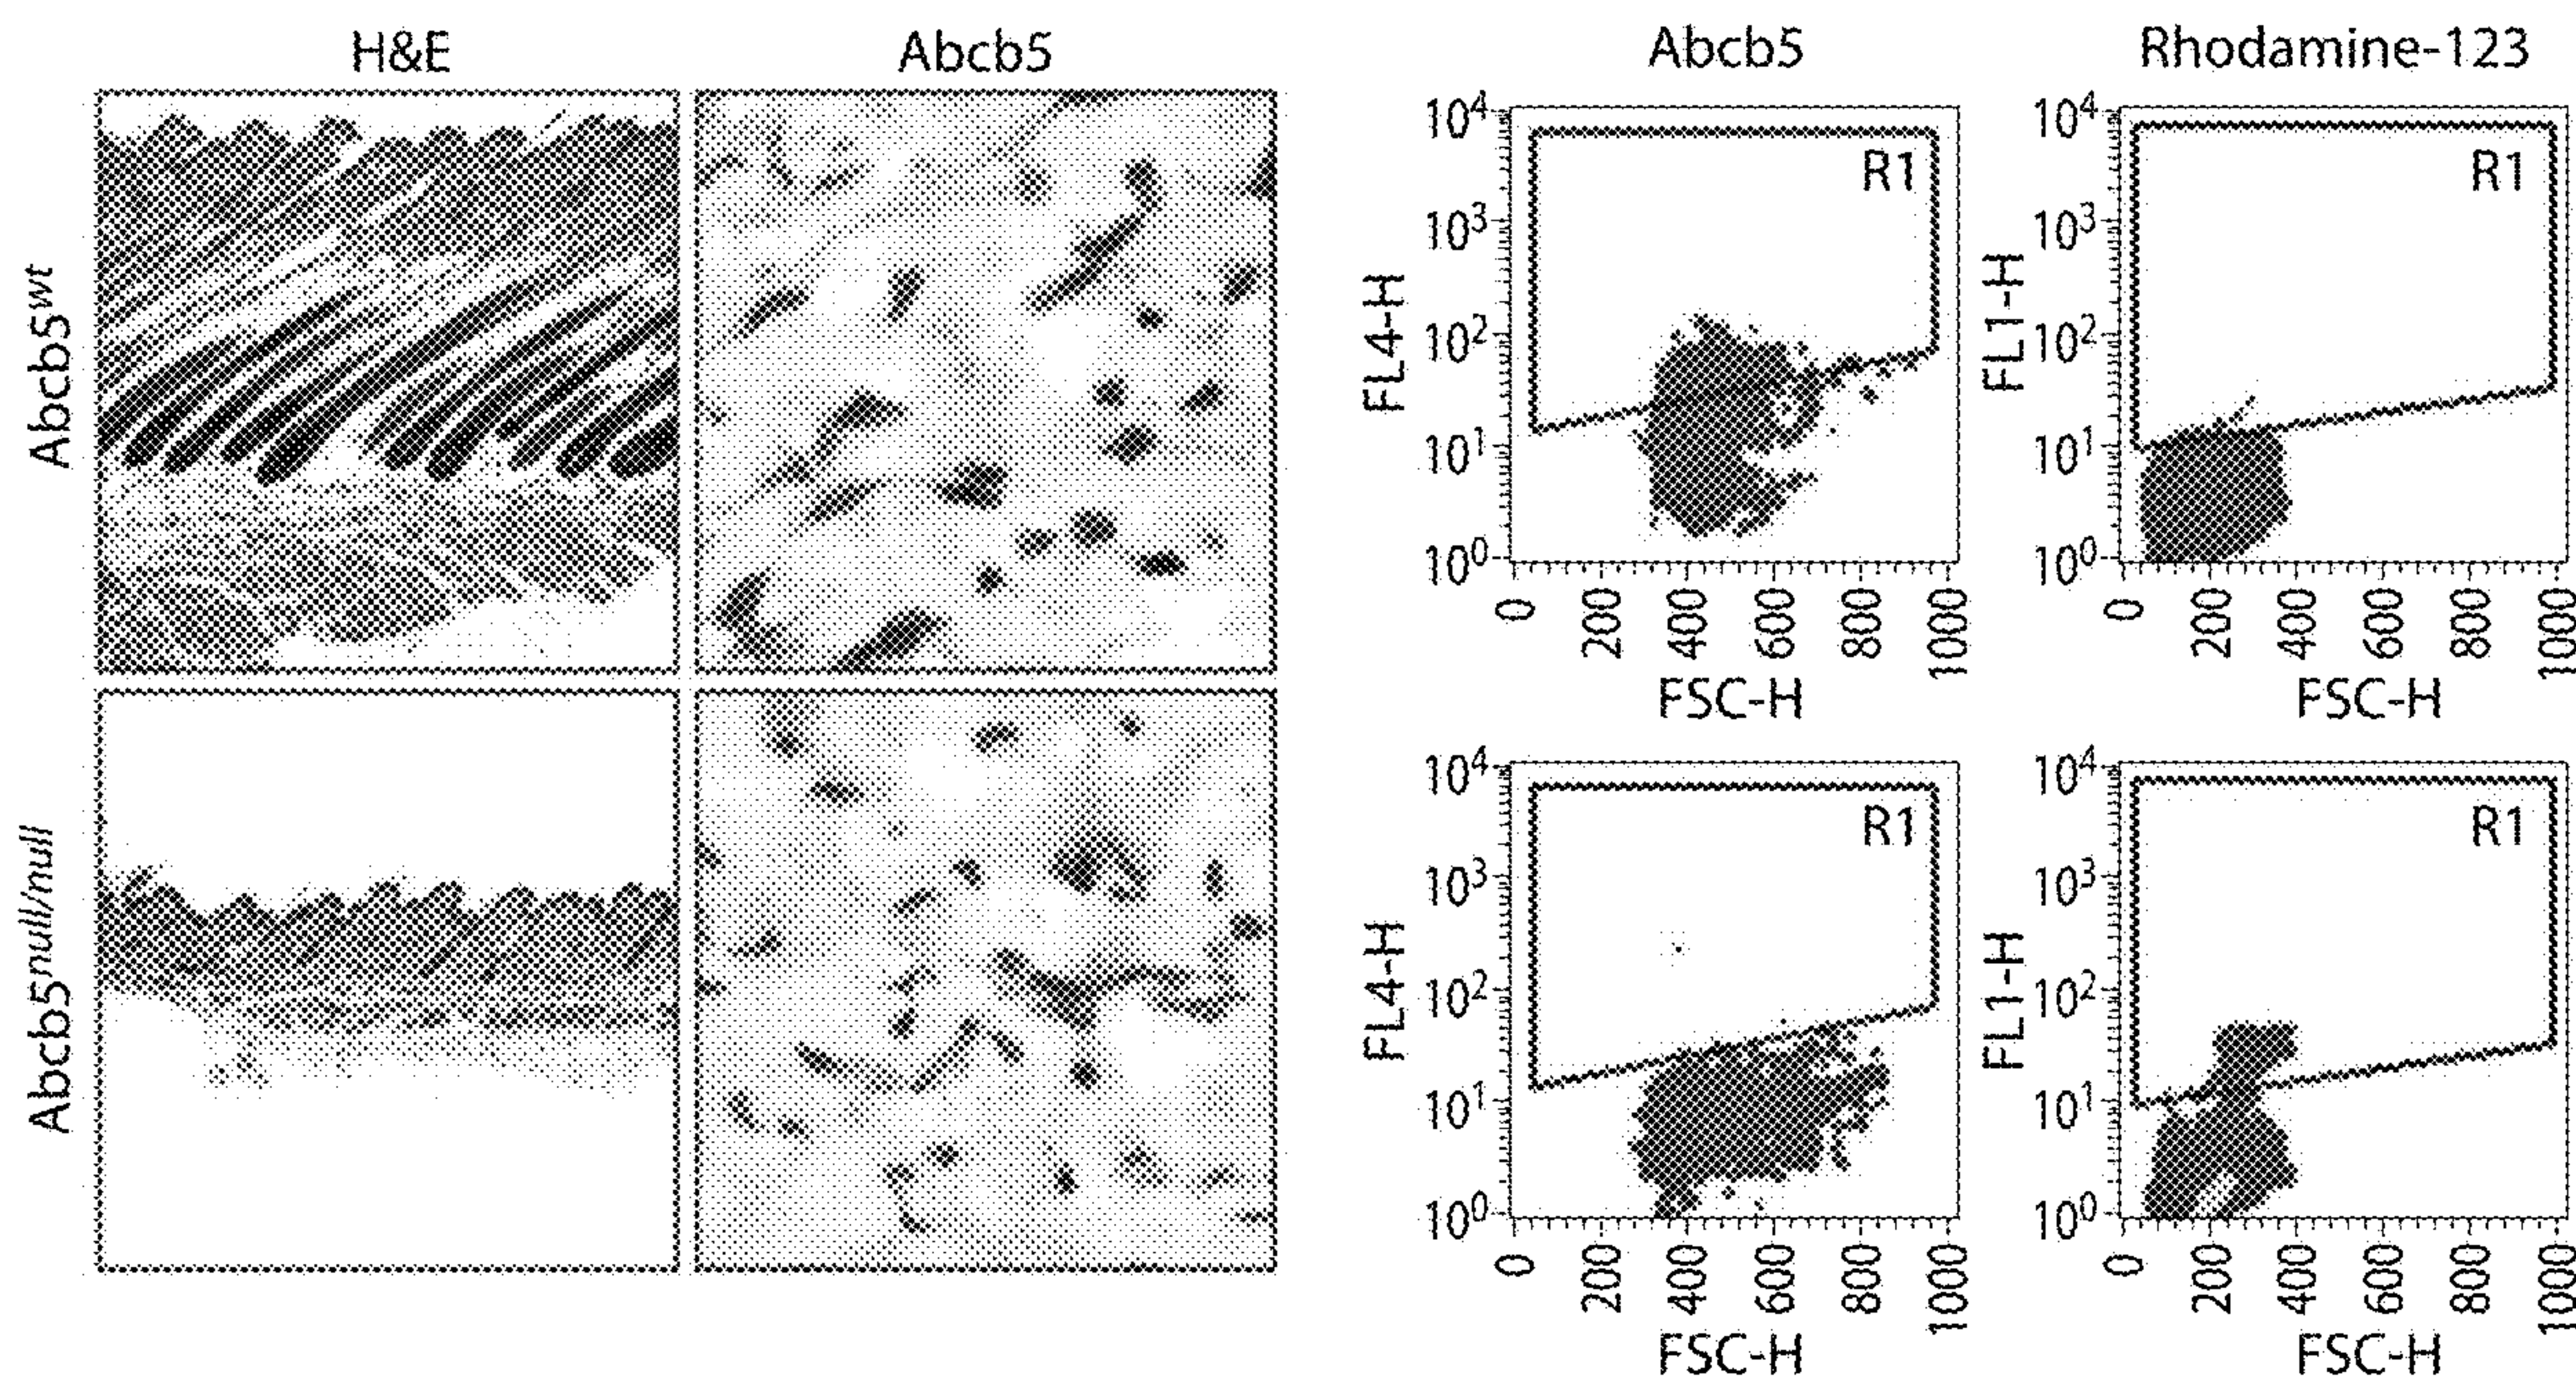 H&E
Abcb5
Abcb5
Rhodamine-123
Abcb5wt
FL4-H
10⁴
10³
10²
10¹
10⁰
R1
0
200
400
600
800
1000
FSC-H
FL1-H
10⁴
10³
10²
10¹
10⁰
R1
0
200
400
600
800
1000
FSC-H
Abcb5null/null
FL4-H
10⁴
10³
10²
10¹
10⁰
R1
0
200
400
600
800
1000
FSC-H
FL1-H
10⁴
10³
10²
10¹
10⁰
R1
0
200
400
600
800
1000
FSC-H